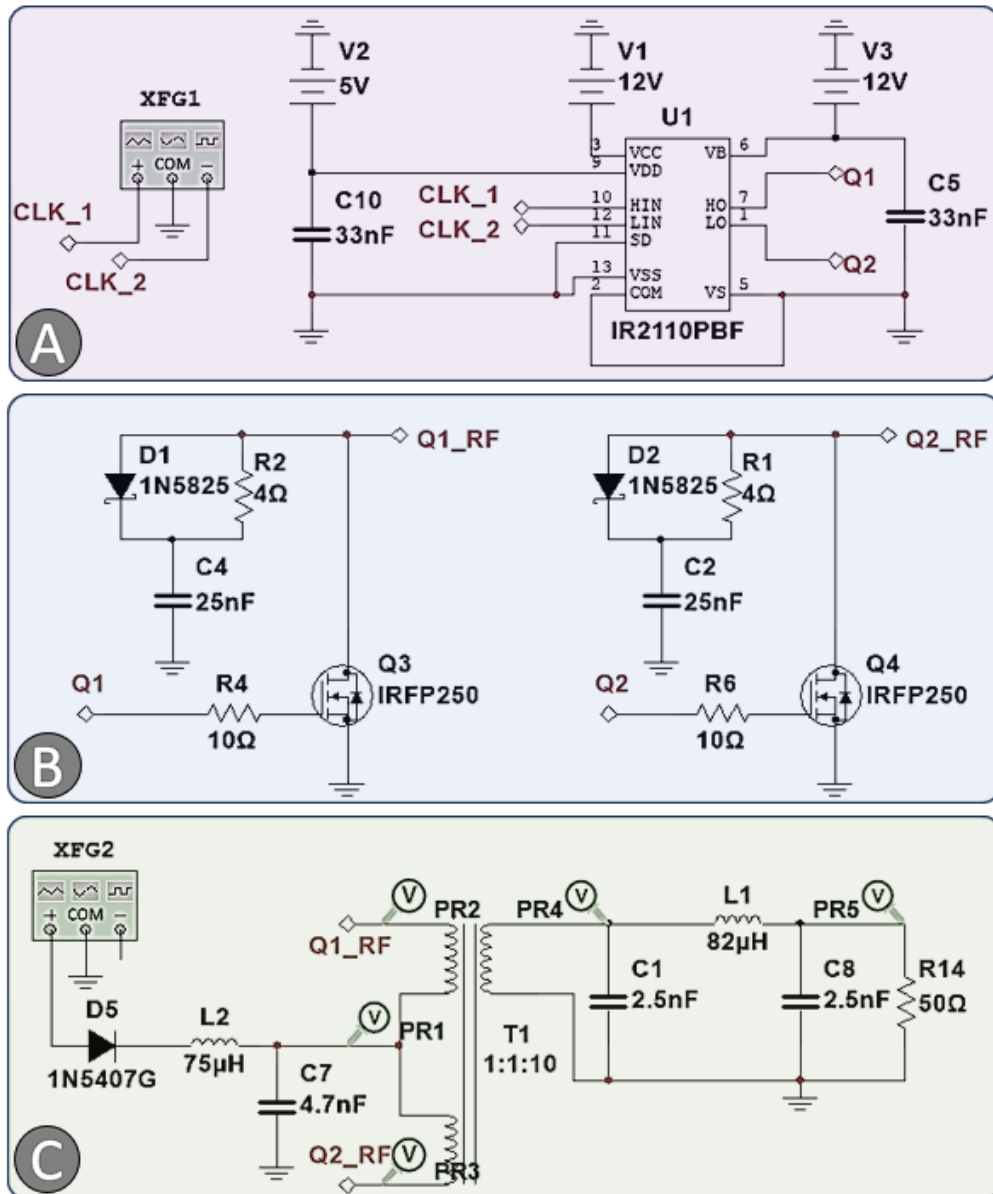 V2
5V
V1
12V
V3
12V
XFG1
COM
U1
3 VCC VB 6
9 VDD
CLK_1
CLK_2
C10
33nF
CLK_1
CLK_2
10 HIN HO 7
12 LIN LO 1
11 SD
13 VSS
2 COM VS 5
IR2110PBF
Q1
Q2
C5
33nF
A
Q1_RF
D1
1N5825
R2
4Ω
C4
25nF
Q1
R4
10Ω
Q3
IRFP250
Q2_RF
D2
1N5825
R1
4Ω
C2
25nF
Q2
R6
10Ω
Q4
IRFP250
B
XFG2
COM
D5
1N5407G
L2
75µH
V
PR1
C7
4.7nF
Q1_RF
V
PR2
Q2_RF
V
PR3
T1
1:1:10
PR4
V
C1
2.5nF
L1
82µH
C8
2.5nF
PR5
V
R14
50Ω
C